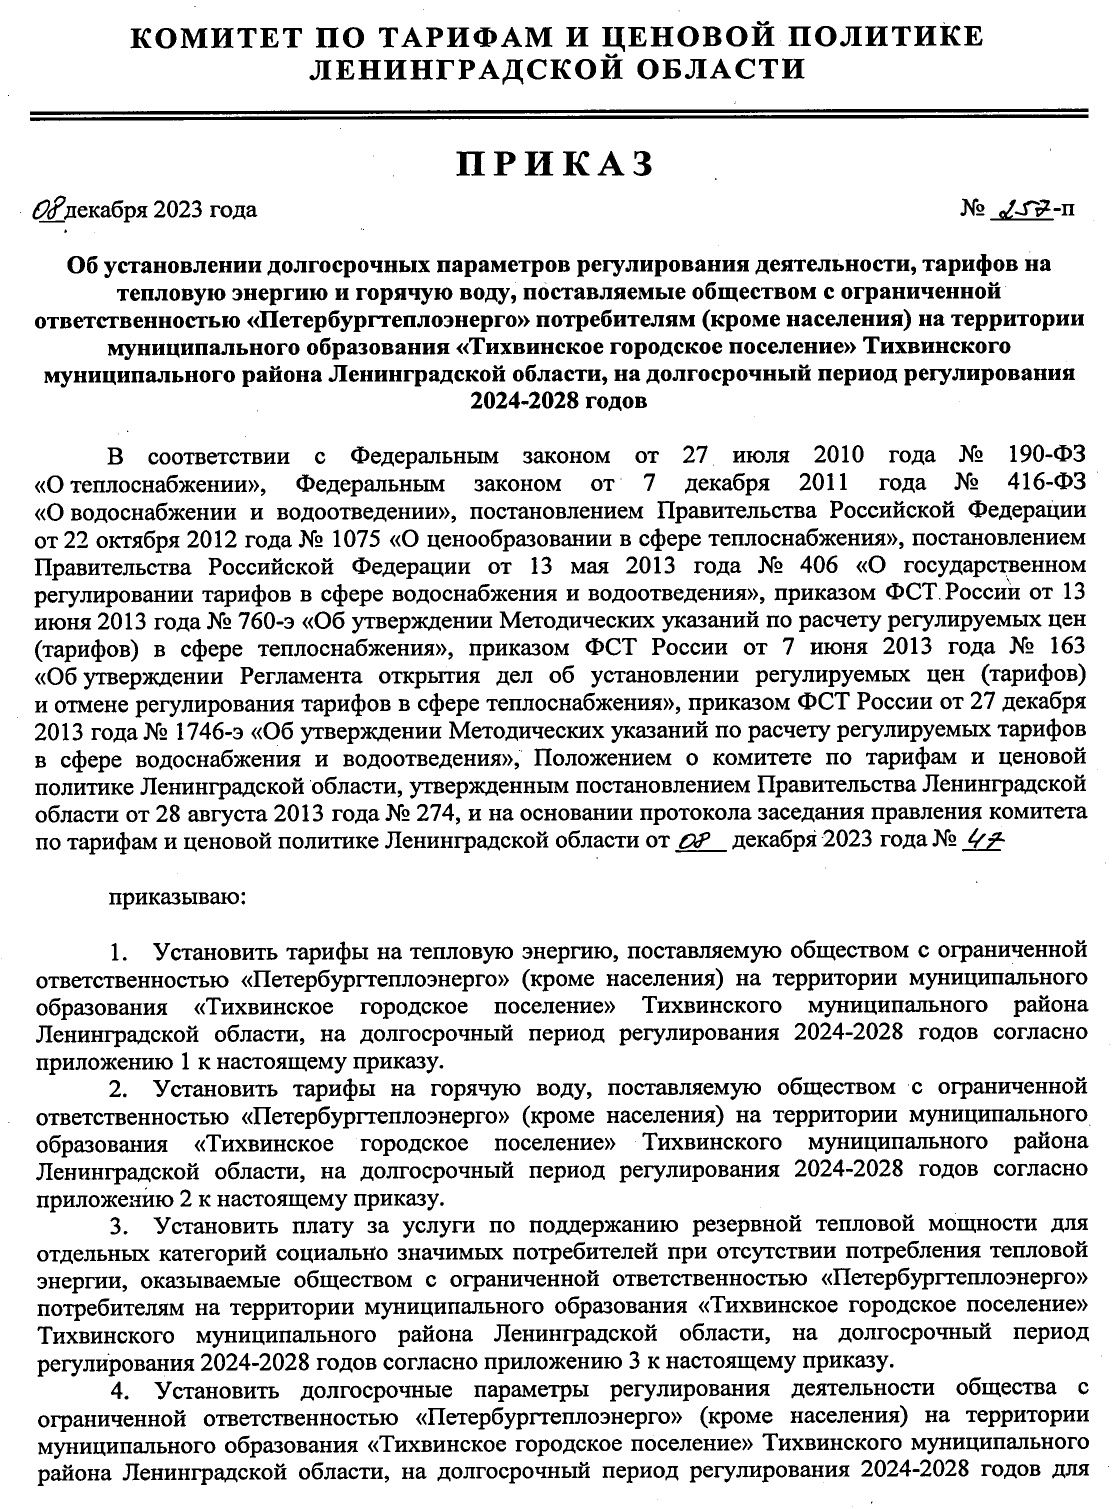 КОМИТЕТ ПО ТАРИФАМ И ЦЕНОВОЙ ПОЛИТИКЕ
ЛЕНИНГРАДСКОЙ ОБЛАСТИ
ПРИКАЗ
08 декабря 2023 года № 257-п
Об установлении долгосрочных параметров регулирования деятельности, тарифов на
тепловую энергию и горячую воду, поставляемые обществом с ограниченной
ответственностью «Петербургтеплоэнерго» потребителям (кроме населения) на территории
муниципального образования «Тихвинское городское поселение» Тихвинского
муниципального района Ленинградской области, на долгосрочный период регулирования
2024-2028 годов
В соответствии с Федеральным законом от 27 июля 2010 года № 190-ФЗ
«О теплоснабжении», Федеральным законом от 7 декабря 2011 года № 416-ФЗ
«О водоснабжении и водоотведении», постановлением Правительства Российской Федерации
от 22 октября 2012 года № 1075 «О ценообразовании в сфере теплоснабжения», постановлением
Правительства Российской Федерации от 13 мая 2013 года № 406 «О государственном
регулировании тарифов в сфере водоснабжения и водоотведения», приказом ФСТ России от 13
июня 2013 года № 760-э «Об утверждении Методических указаний по расчету регулируемых цен
(тарифов) в сфере теплоснабжения», приказом ФСТ России от 7 июня 2013 года № 163
«Об утверждении Регламента открытия дел об установлении регулируемых цен (тарифов)
и отмене регулирования тарифов в сфере теплоснабжения», приказом ФСТ России от 27 декабря
2013 года № 1746-э «Об утверждении Методических указаний по расчету регулируемых тарифов
в сфере водоснабжения и водоотведения», Положением о комитете по тарифам и ценовой
политике Ленинградской области, утвержденным постановлением Правительства Ленинградской
области от 28 августа 2013 года № 274, и на основании протокола заседания правления комитета
по тарифам и ценовой политике Ленинградской области от 08 декабря 2023 года № 47
приказываю:
1. Установить тарифы на тепловую энергию, поставляемую обществом с ограниченной
ответственностью «Петербургтеплоэнерго» (кроме населения) на территории муниципального
образования «Тихвинское городское поселение» Тихвинского муниципального района
Ленинградской области, на долгосрочный период регулирования 2024-2028 годов согласно
приложению 1 к настоящему приказу.
2. Установить тарифы на горячую воду, поставляемую обществом с ограниченной
ответственностью «Петербургтеплоэнерго» (кроме населения) на территории муниципального
образования «Тихвинское городское поселение» Тихвинского муниципального района
Ленинградской области, на долгосрочный период регулирования 2024-2028 годов согласно
приложению 2 к настоящему приказу.
3. Установить плату за услуги по поддержанию резервной тепловой мощности для
отдельных категорий социально значимых потребителей при отсутствии потребления тепловой
энергии, оказываемые обществом с ограниченной ответственностью «Петербургтеплоэнерго»
потребителям на территории муниципального образования «Тихвинское городское поселение»
Тихвинского муниципального района Ленинградской области, на долгосрочный период
регулирования 2024-2028 годов согласно приложению 3 к настоящему приказу.
4. Установить долгосрочные параметры регулирования деятельности общества с
ограниченной ответственностью «Петербургтеплоэнерго» (кроме населения) на территории
муниципального образования «Тихвинское городское поселение» Тихвинского муниципального
района Ленинградской области, на долгосрочный период регулирования 2024-2028 годов для